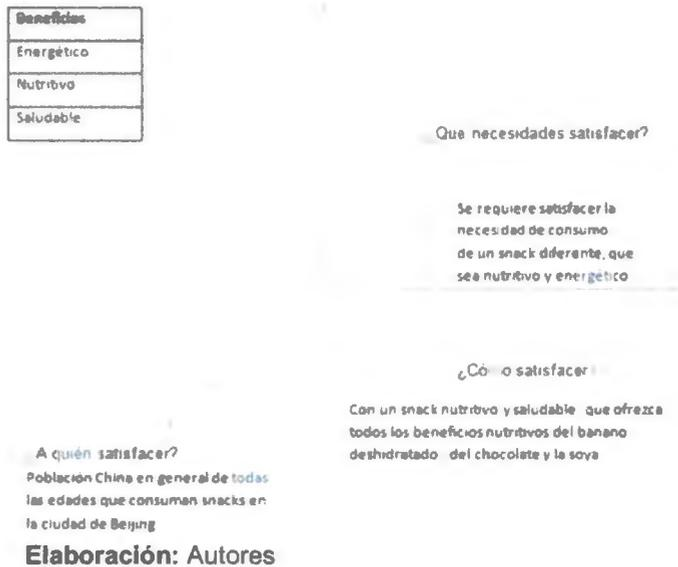 Beneficios
Energético
Nutritivo
Saludable
Que necesidades satisfacer?
Se requiere satisfacer la
necesidad de consumo
de un snack diferente, que
sea nutritivo y energético
¿Cómo satisfacer
Con un snack nutritivo y saludable que ofrezca
todos los beneficios nutritivos del banano
deshidratado del chocolate y la soya
A quién satisfacer?
Población China en general de todas
las edades que consuman snacks en
la ciudad de Beijing
Elaboración: Autores